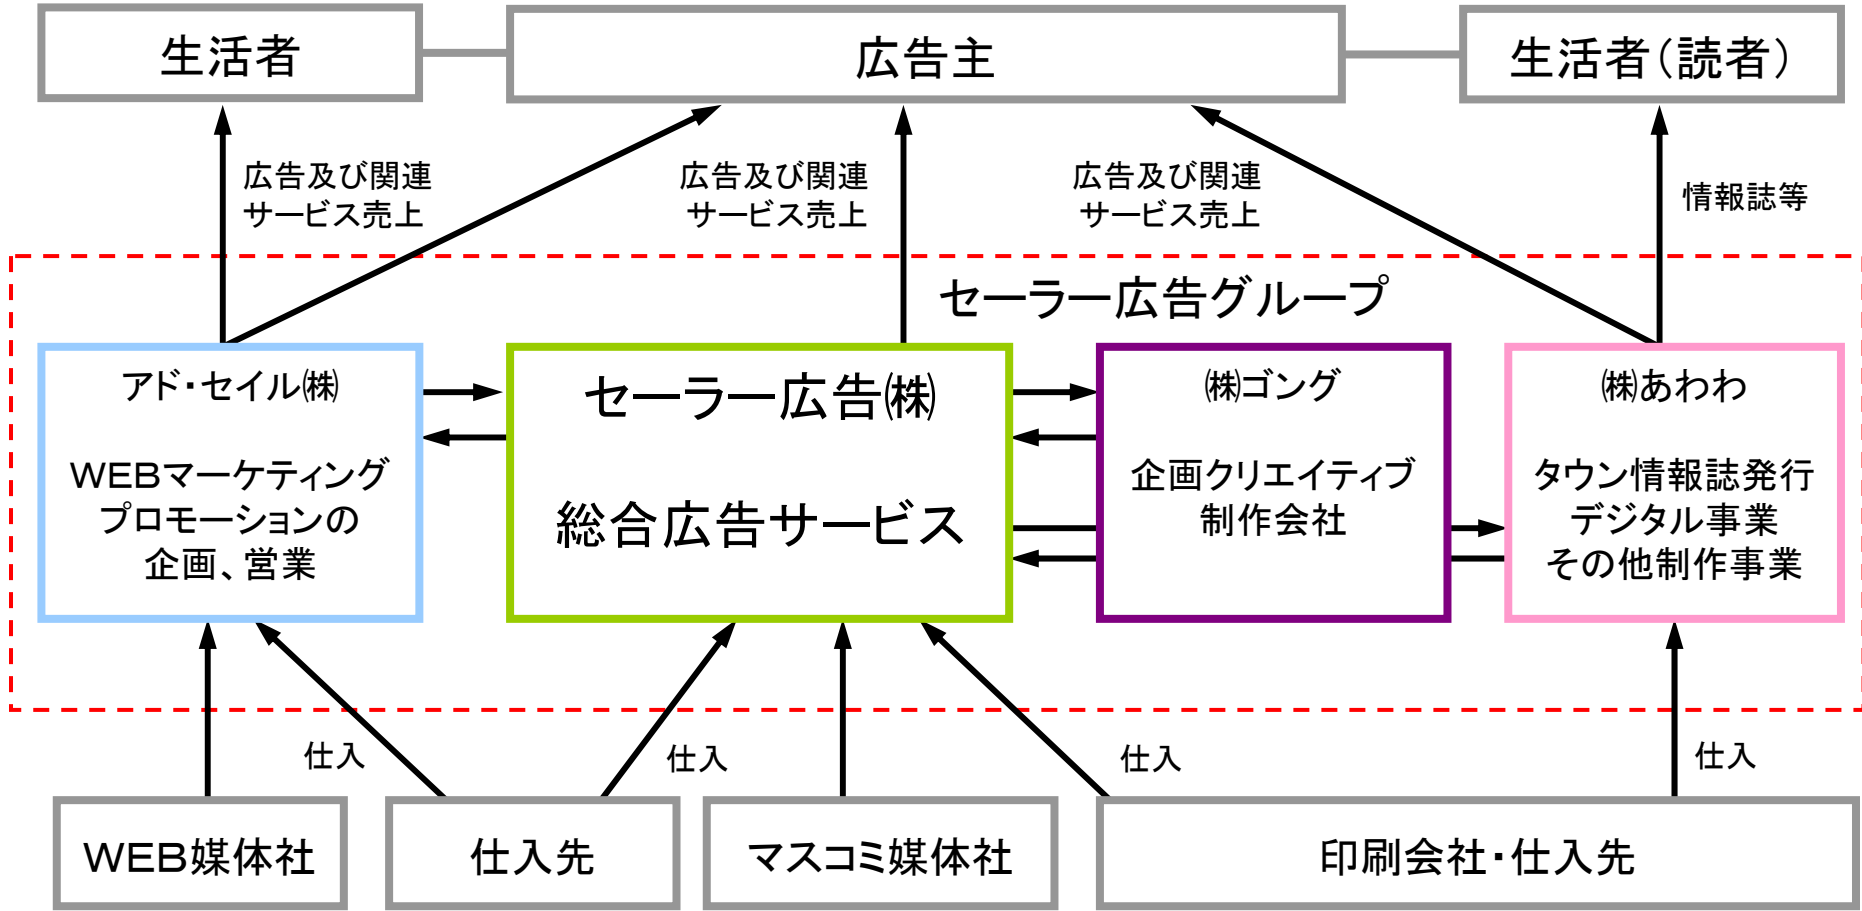 生活者
広告主
生活者（読者）
広告及び関連
サービス売上
広告及び関連
サービス売上
広告及び関連
サービス売上
情報誌等
セーラー広告グループ
アド・セイル㈱
WEBマーケティング
プロモーションの
企画、営業
セーラー広告㈱
総合広告サービス
㈱ゴング
企画クリエイティブ
制作会社
㈱あわわ
タウン情報誌発行
デジタル事業
その他制作事業
仕入
仕入
仕入
仕入
WEB媒体社
仕入先
マスコミ媒体社
印刷会社・仕入先